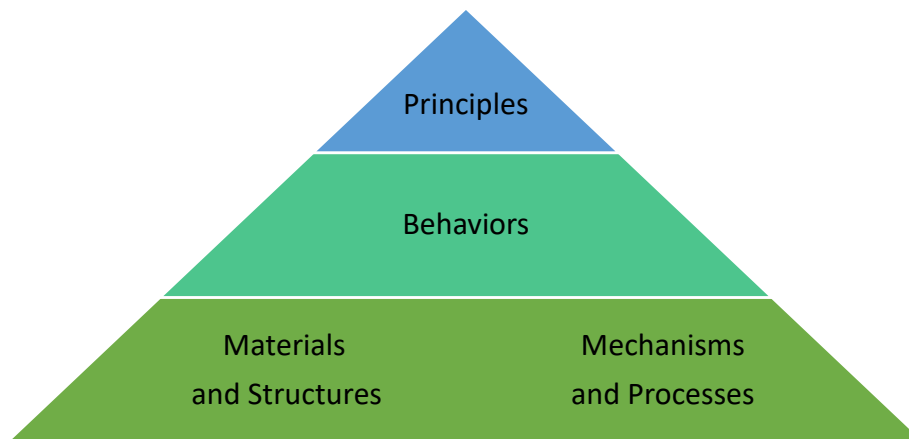 Principles
Behaviors
Materials
and Structures
Mechanisms
and Processes